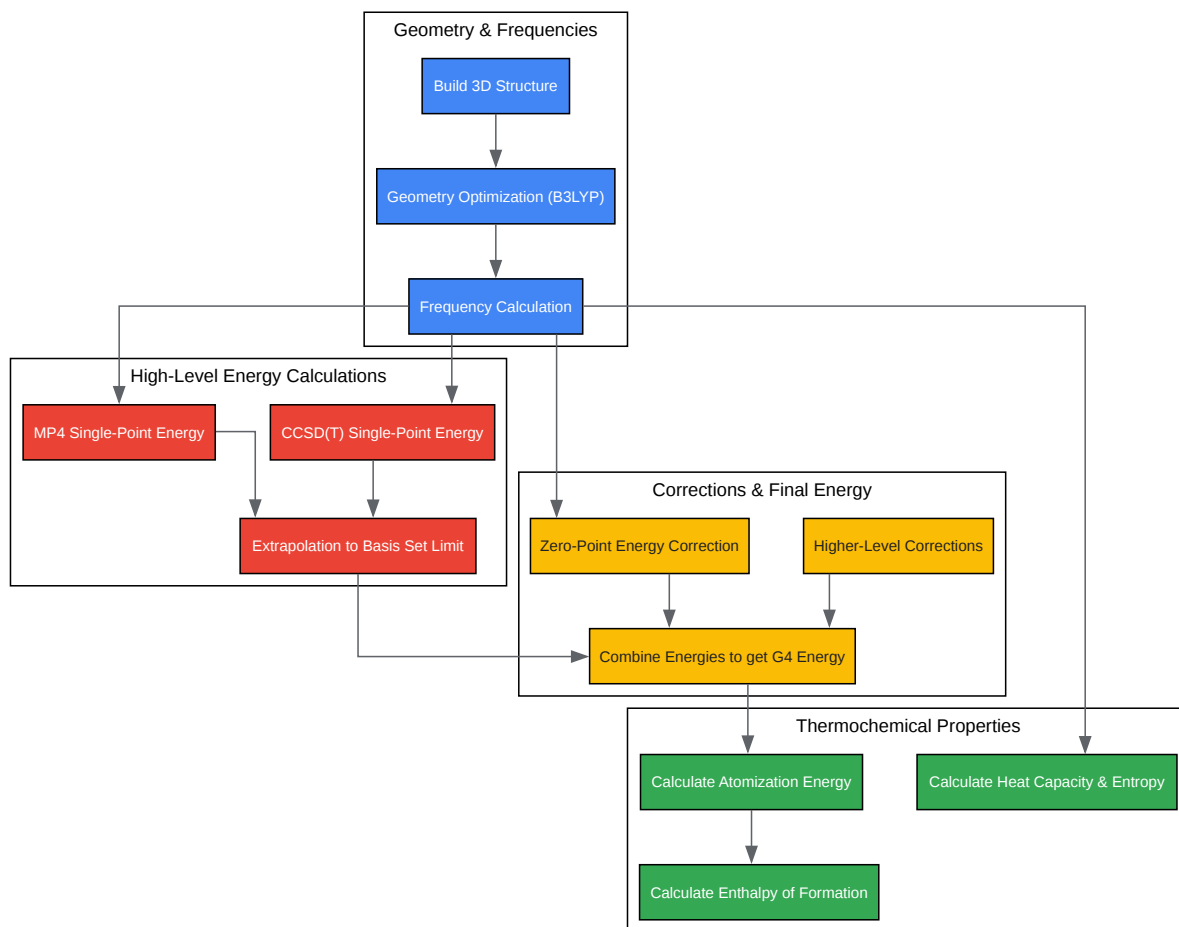 Geometry & Frequencies
Build 3D Structure
Geometry Optimization (B3LYP)
Frequency Calculation
High-Level Energy Calculations
MP4 Single-Point Energy
CCSD(T) Single-Point Energy
Extrapolation to Basis Set Limit
Corrections & Final Energy
Zero-Point Energy Correction
Higher-Level Corrections
Combine Energies to get G4 Energy
Thermochemical Properties
Calculate Atomization Energy
Calculate Heat Capacity & Entropy
Calculate Enthalpy of Formation